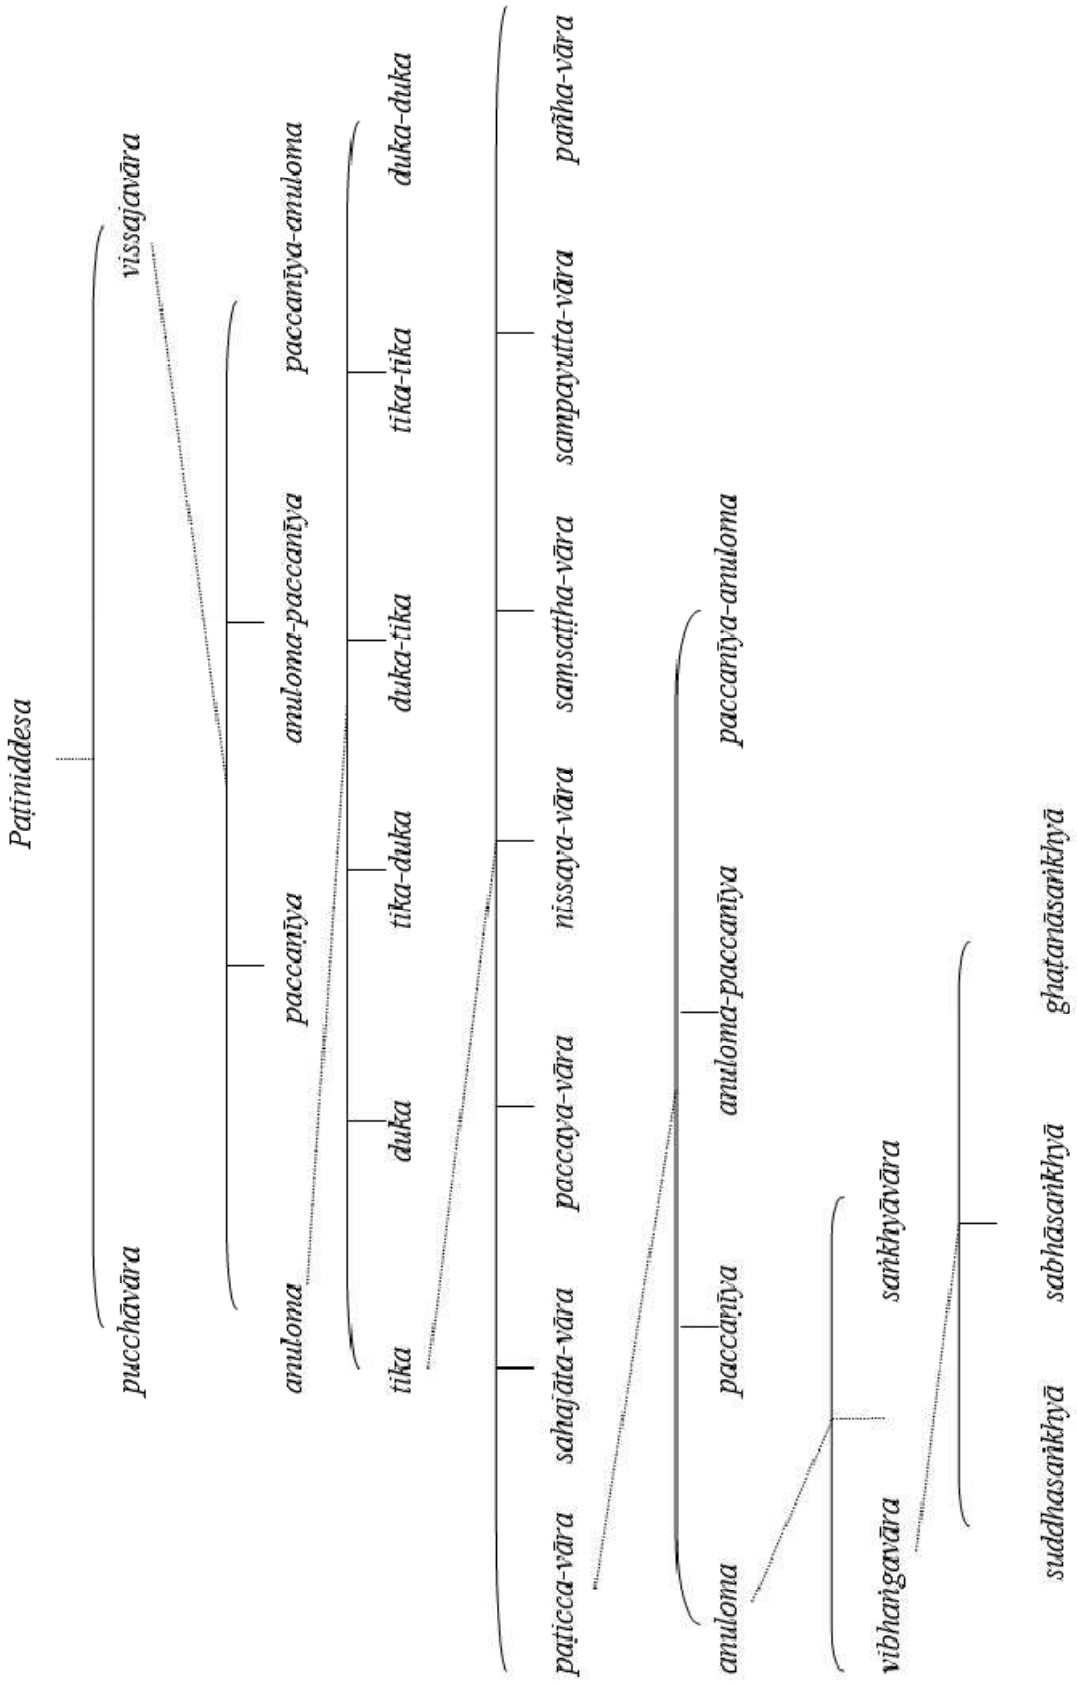 Paṭiniddesa
pucchāvāra vissajavāra
anuloma paccaṇīya anuloma-paccanīya paccanīya-anuloma
tika duka tika-duka duka-tika tika-tika duka-duka
paṭicca-vāra sahajāta-vāra paccaya-vāra nissaya-vāra saṃsaṭṭha-vāra sampayutta-vāra pañha-vāra
anuloma paccaṇīya anuloma-paccanīya paccanīya-anuloma
vibhaṅgavāra saṅkhyāvāra
suddhasaṅkhyā sabhāsaṅkhyā ghaṭanāsaṅkhyā